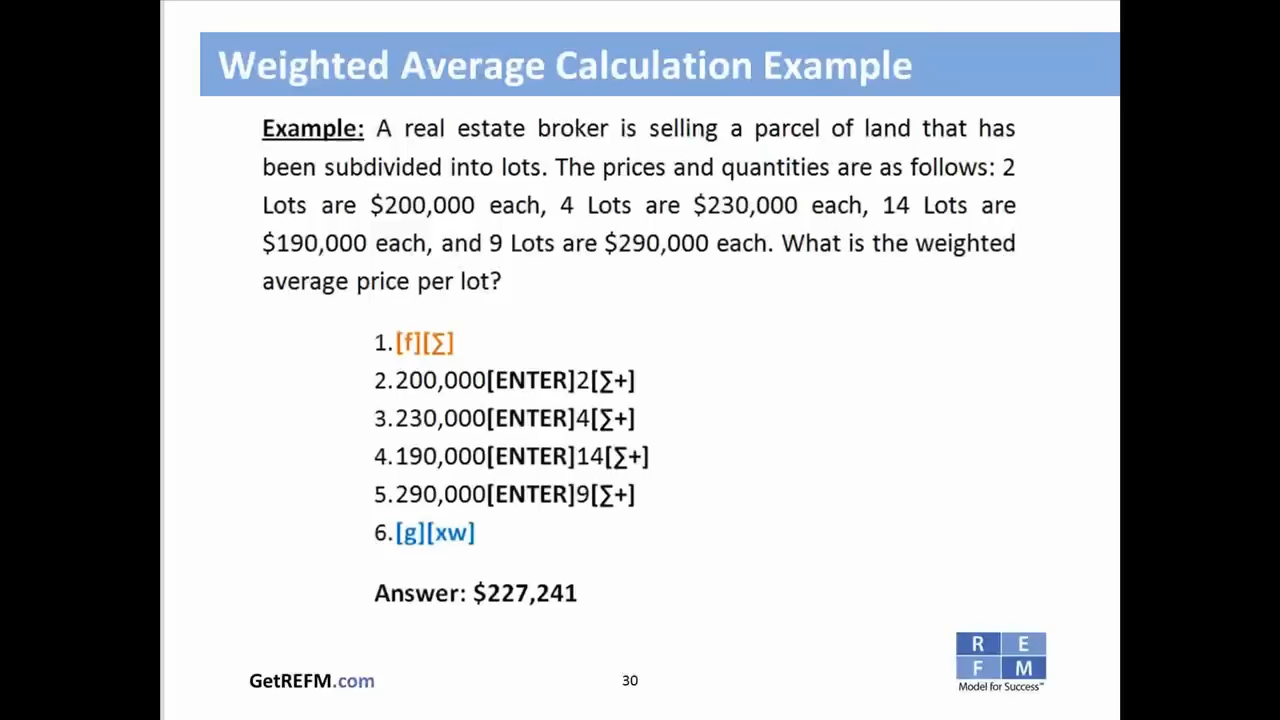 Weighted Average Calculation Example
Example: A real estate broker is selling a parcel of land that has
been subdivided into lots. The prices and quantities are as follows: 2
Lots are $200,000 each, 4 Lots are $230,000 each, 14 Lots are
$190,000 each, and 9 Lots are $290,000 each. What is the weighted
average price per lot?
1.[f][∑]
2.200,000[ENTER]2[∑+]
3.230,000[ENTER]4[∑+]
4.190,000[ENTER]14[∑+]
5.290,000[ENTER]9[∑+]
6.[g][xw]
Answer: $227,241
GetREFM.com
30
R E
F M
Model for Success™